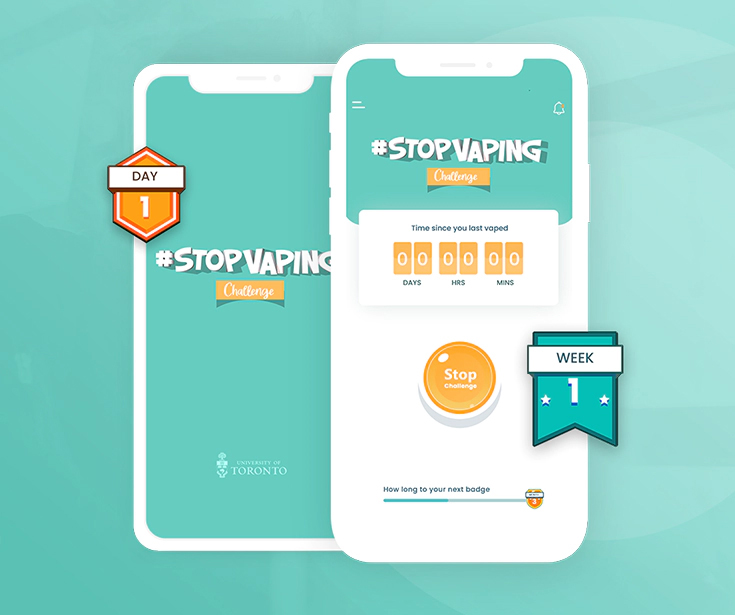 DAY
1
#STOPVAPING
Challenge
UNIVERSITY OF
TORONTO
#STOPVAPING
Challenge
Time since you last vaped
00 00 00
DAYS HRS MINS
Stop
Challenge
WEEK
1
How long to your next badge
3